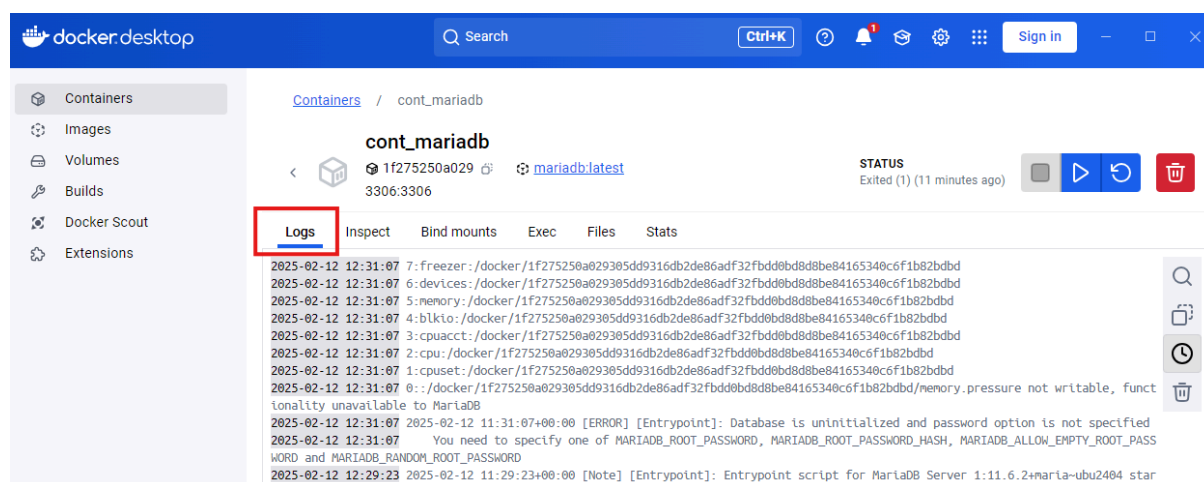 docker.desktop
Search
Ctrl+K
1
Sign in
Containers
Images
Volumes
Builds
Docker Scout
Extensions
Containers / cont_mariadb
cont_mariadb
1f275250a029
mariadb:latest
3306:3306
STATUS
Exited (1) (11 minutes ago)
Logs
Inspect
Bind mounts
Exec
Files
Stats
2025-02-12 12:31:07 7:freezer:/docker/1f275250a029305dd9316db2de86adf32fbdd0bd8d8be84165340c6f1b82bdbd
2025-02-12 12:31:07 6:devices:/docker/1f275250a029305dd9316db2de86adf32fbdd0bd8d8be84165340c6f1b82bdbd
2025-02-12 12:31:07 5:memory:/docker/1f275250a029305dd9316db2de86adf32fbdd0bd8d8be84165340c6f1b82bdbd
2025-02-12 12:31:07 4:blkio:/docker/1f275250a029305dd9316db2de86adf32fbdd0bd8d8be84165340c6f1b82bdbd
2025-02-12 12:31:07 3:cpuacct:/docker/1f275250a029305dd9316db2de86adf32fbdd0bd8d8be84165340c6f1b82bdbd
2025-02-12 12:31:07 2:cpu:/docker/1f275250a029305dd9316db2de86adf32fbdd0bd8d8be84165340c6f1b82bdbd
2025-02-12 12:31:07 1:cpuset:/docker/1f275250a029305dd9316db2de86adf32fbdd0bd8d8be84165340c6f1b82bdbd
2025-02-12 12:31:07 0::/docker/1f275250a029305dd9316db2de86adf32fbdd0bd8d8be84165340c6f1b82bdbd/memory.pressure not writable, funct
ionality unavailable to MariaDB
2025-02-12 12:31:07 2025-02-12 11:31:07+00:00 [ERROR] [Entrypoint]: Database is uninitialized and password option is not specified
2025-02-12 12:31:07 You need to specify one of MARIADB_ROOT_PASSWORD, MARIADB_ROOT_PASSWORD_HASH, MARIADB_ALLOW_EMPTY_ROOT_PASS
WORD and MARIADB_RANDOM_ROOT_PASSWORD
2025-02-12 12:29:23 2025-02-12 11:29:23+00:00 [Note] [Entrypoint]: Entrypoint script for MariaDB Server 1:11.6.2+maria~ubu2404 star